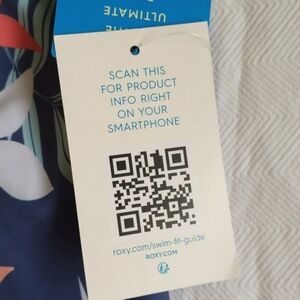 ULTIMATE
SCAN THIS
FOR PRODUCT
INFO RIGHT
ON YOUR
SMARTPHONE
roxy.com/swim-fit-guide
ROXY.COM